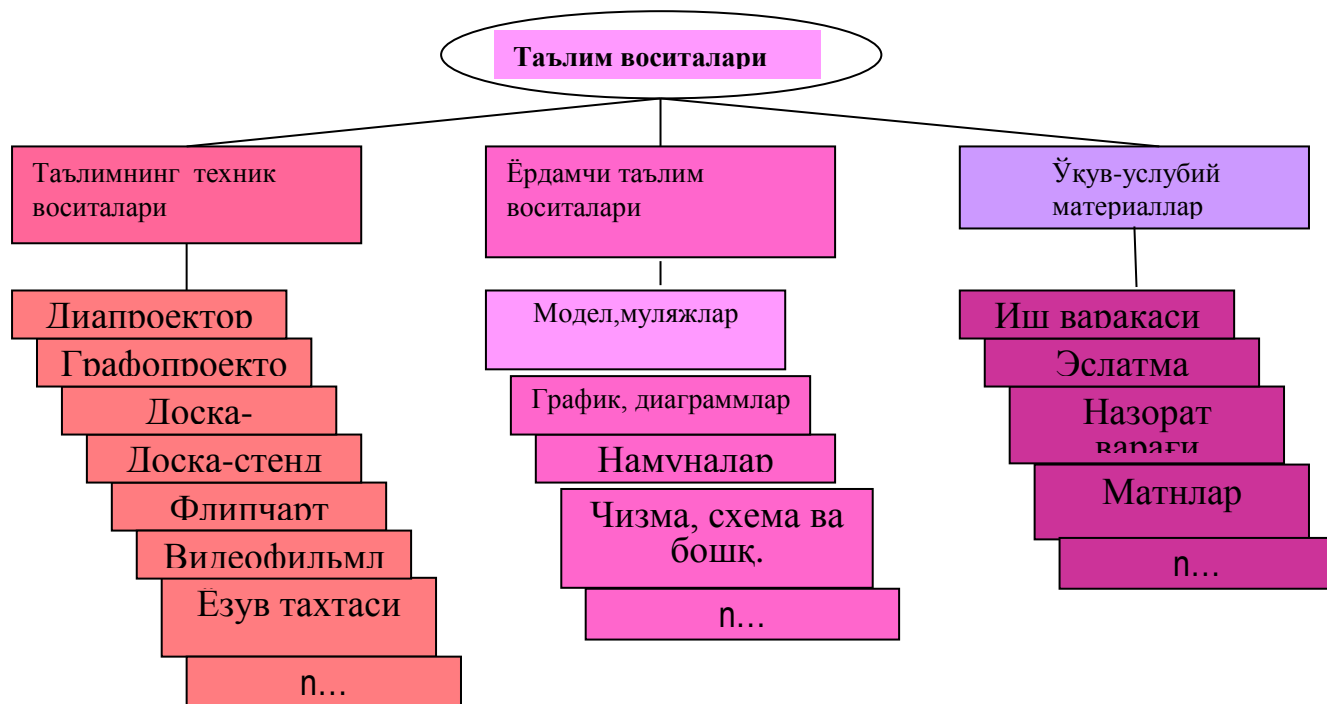 Таълим воситалари
Таълимнинг техник
воситалари
Ёрдамчи таълим
воситалари
Ўқув-услубий
материаллар
Диапроектор
Графопроекто
Доска-
Доска-стенд
Флипчарт
Видеофильмл
Ёзув тахтаси
n...
Модел,муляжлар
График, диаграммлар
Намуналар
Чизма, схема ва
бошқ.
n...
Иш варақаси
Эслатма
Назорат
варағи
Матнлар
n...